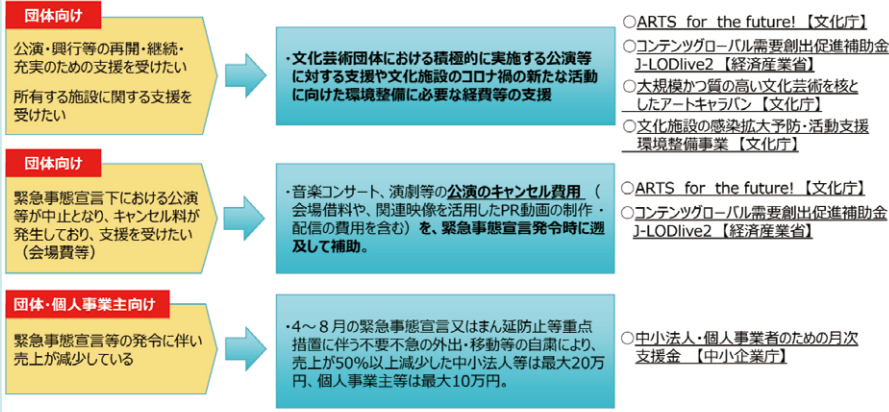 団体向け
公演・興行等の再開・継続・
充実のための支援を受けたい
所有する施設に関する支援を
受けたい
・文化芸術団体における積極的に実施する公演等
に対する支援や文化施設のコロナ禍の新たな活動
に向けた環境整備に必要な経費等の支援
○ARTS for the future!【文化庁】
○コンテンツグローバル需要創出促進補助金
J-LODlive2【経済産業省】
○大規模かつ質の高い文化芸術を核と
したアートキャラバン【文化庁】
○文化施設の感染拡大予防・活動支援
環境整備事業【文化庁】
団体向け
緊急事態宣言下における公演
等が中止となり、キャンセル料が
発生しており、支援を受けたい
（会場費等）
・音楽コンサート、演劇等の公演のキャンセル費用（
会場借料や、関連映像を活用したPR動画の制作・
配信の費用を含む）を、緊急事態宣言発令時に遡
及して補助。
○ARTS for the future!【文化庁】
○コンテンツグローバル需要創出促進補助金
J-LODlive2【経済産業省】
団体・個人事業主向け
緊急事態宣言等の発令に伴い
売上が減少している
・4～８月の緊急事態宣言又はまん延防止等重点
措置に伴う不要不急の外出・移動等の自粛により、
売上が50%以上減少した中小法人等は最大20万
円、個人事業主等は最大10万円。
○中小法人・個人事業者のための月次
支援金 【中小企業庁】